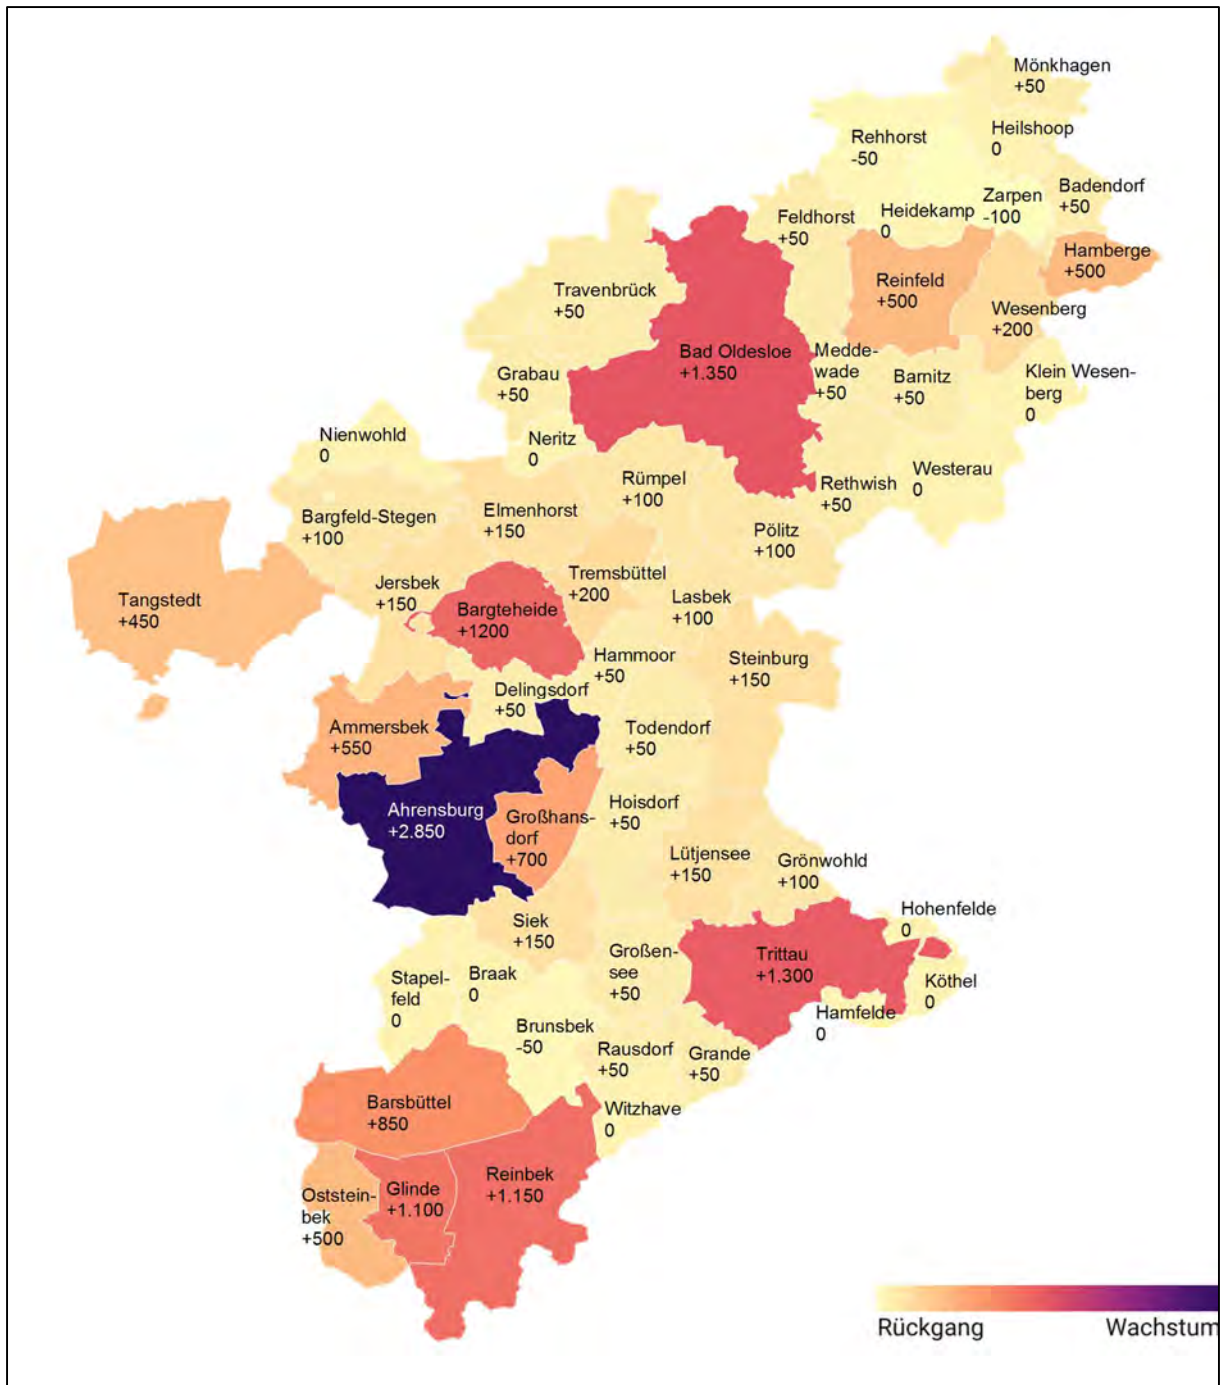 Mönkhagen
+50
Heilshoop
0
Rehhorst
-50
Badendorf
+50
Zarpen
-100
Heidekamp
0
Feldhorst
+50
Hamberge
+500
Reinfeld
+500
Wesenberg
+200
Travenbrück
+50
Bad Oldesloe
+1.350
Medde-
wade
+50
Barnitz
+50
Klein Wesen-
berg
0
Grabau
+50
Nienwohld
0
Neritz
0
Rümpel
+100
Rethwish
+50
Westerau
0
Bargfeld-Stegen
+100
Elmenhorst
+150
Pölitz
+100
Tangstedt
+450
Jersbek
+150
Bargteheide
+1200
Tremsbüttel
+200
Lasbek
+100
Hammoor
+50
Steinburg
+150
Delingsdorf
+50
Ammersbek
+550
Todendorf
+50
Ahrensburg
+2.850
Großhans-
dorf
+700
Hoisdorf
+50
Lütjensee
+150
Grönwohld
+100
Hohenfelde
0
Siek
+150
Großen-
see
+50
Trittau
+1.300
Köthel
0
Stapel-
feld
0
Braak
0
Hamfelde
0
Brunsbek
-50
Rausdorf
+50
Grande
+50
Barsbüttel
+850
Witzhave
0
Oststein-
bek
+500
Glinde
+1.100
Reinbek
+1.150
Rückgang
Wachstum